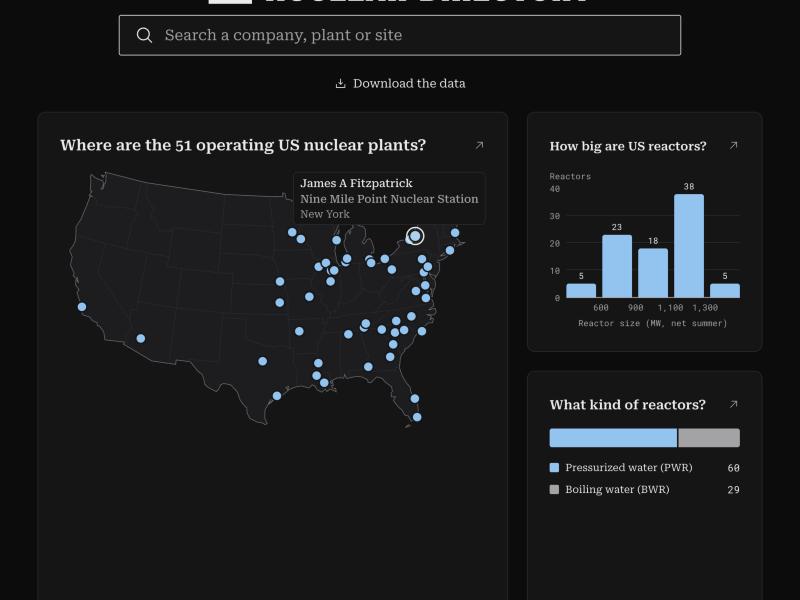 NUCLEAR DIRECTORY
Search a company, plant or site
Download the data
Where are the 51 operating US nuclear plants?
James A Fitzpatrick
Nine Mile Point Nuclear Station
New York
How big are US reactors?
Reactors
40
30
20
10
0
5
23
18
38
5
600
900
1,100
1,300
Reactor size (MW, net summer)
What kind of reactors?
Pressurized water (PWR) 60
Boiling water (BWR) 29